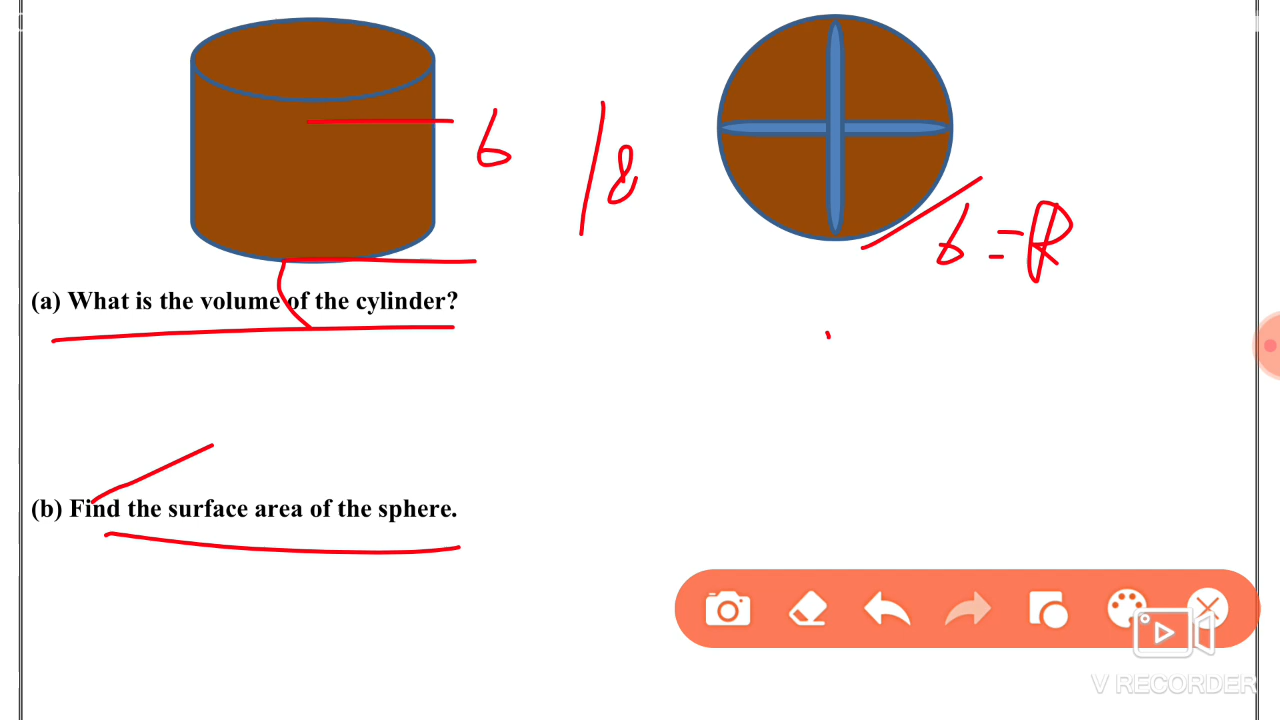 6
/8
6 = R
(a) What is the volume of the cylinder?
(b) Find the surface area of the sphere.
V RECORDER